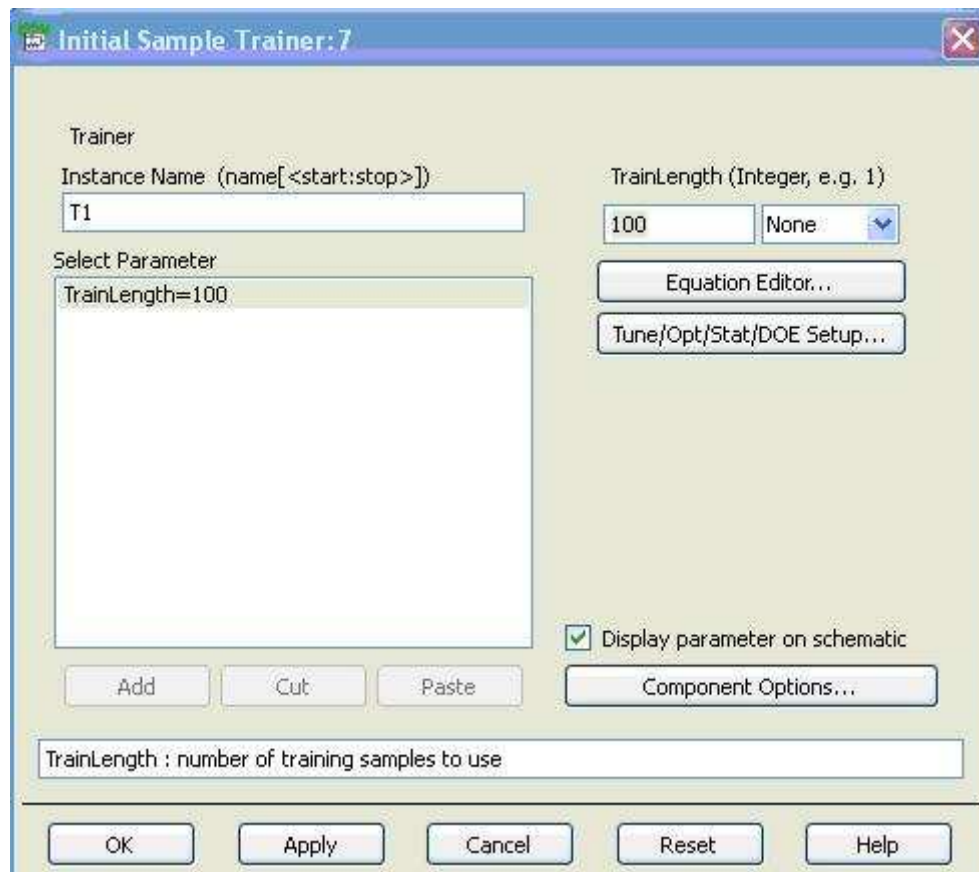 Initial Sample Trainer:7
Trainer
Instance Name (name[<start:stop>])
T1
Select Parameter
TrainLength=100
TrainLength (Integer, e.g. 1)
100 None
Equation Editor...
Tune/Opt/Stat/DOE Setup...
Display parameter on schematic
Add Cut Paste
Component Options...
TrainLength : number of training samples to use
OK Apply Cancel Reset Help